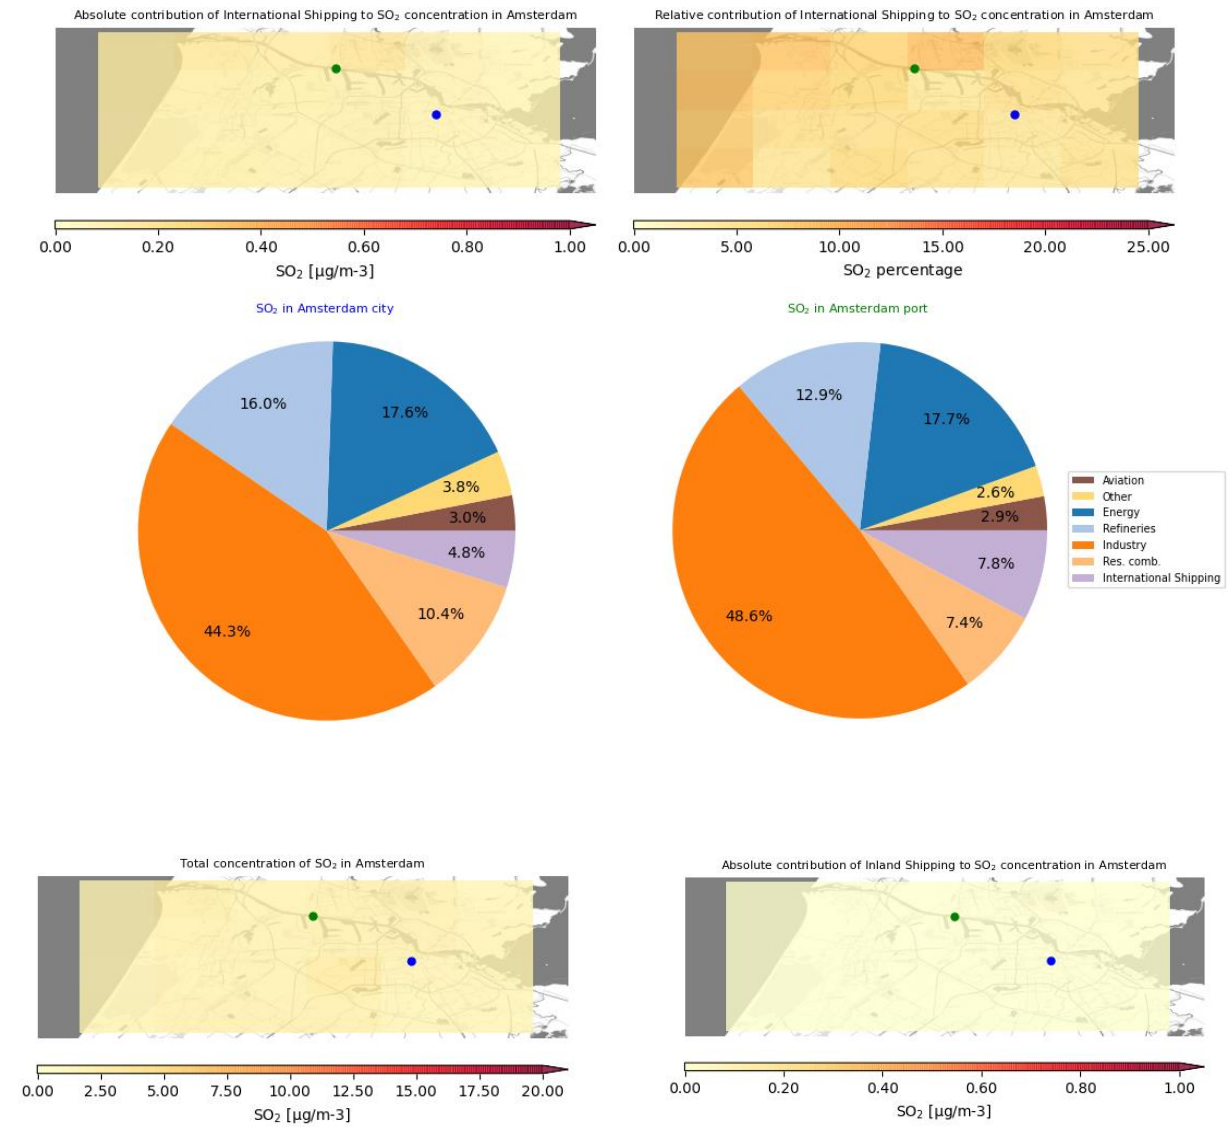 Absolute contribution of International Shipping to SO₂ concentration in Amsterdam
Relative contribution of International Shipping to SO₂ concentration in Amsterdam
0.00 0.20 0.40 0.60 0.80 1.00
SO₂ [µg/m-3]
0.00 5.00 10.00 15.00 20.00 25.00
SO₂ percentage
SO₂ in Amsterdam city
SO₂ in Amsterdam port
16.0%
17.6%
3.8%
3.0%
4.8%
10.4%
44.3%
12.9%
17.7%
2.6%
2.9%
7.8%
7.4%
48.6%
Aviation
Other
Energy
Refineries
Industry
Res. comb.
International Shipping
Total concentration of SO₂ in Amsterdam
Absolute contribution of Inland Shipping to SO₂ concentration in Amsterdam
0.00 2.50 5.00 7.50 10.00 12.50 15.00 17.50 20.00
SO₂ [µg/m-3]
0.00 0.20 0.40 0.60 0.80 1.00
SO₂ [µg/m-3]